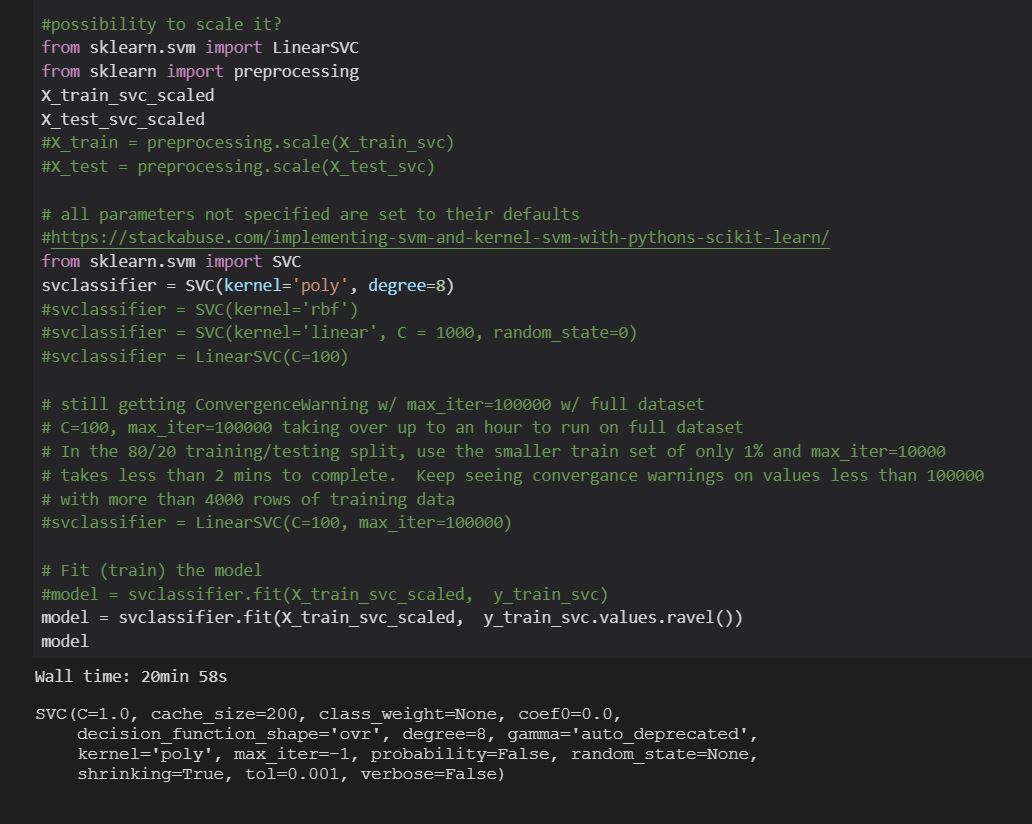 #possibility to scale it?
from sklearn.svm import LinearSVC
from sklearn import preprocessing
X_train_svc_scaled
X_test_svc_scaled
#X_train = preprocessing.scale(X_train_svc)
#X_test = preprocessing.scale(X_test_svc)
# all parameters not specified are set to their defaults
#https://stackabuse.com/implementing-svm-and-kernel-svm-with-pythons-scikit-learn/
from sklearn.svm import SVC
svclassifier = SVC(kernel='poly', degree=8)
#svclassifier = SVC(kernel='rbf')
#svclassifier = SVC(kernel='linear', C = 1000, random_state=0)
#svclassifier = LinearSVC(C=100)
# still getting ConvergenceWarning w/ max_iter=100000 w/ full dataset
# C=100, max_iter=100000 taking over up to an hour to run on full dataset
# In the 80/20 training/testing split, use the smaller train set of only 1% and max_iter=10000
# takes less than 2 mins to complete.  Keep seeing convergance warnings on values less than 100000
# with more than 4000 rows of training data
#svclassifier = LinearSVC(C=100, max_iter=100000)
# Fit (train) the model
#model = svclassifier.fit(X_train_svc_scaled,  y_train_svc)
model = svclassifier.fit(X_train_svc_scaled,  y_train_svc.values.ravel())
model
Wall time: 20min 58s
SVC(C=1.0, cache_size=200, class_weight=None, coef0=0.0,
    decision_function_shape='ovr', degree=8, gamma='auto_deprecated',
    kernel='poly', max_iter=-1, probability=False, random_state=None,
    shrinking=True, tol=0.001, verbose=False)